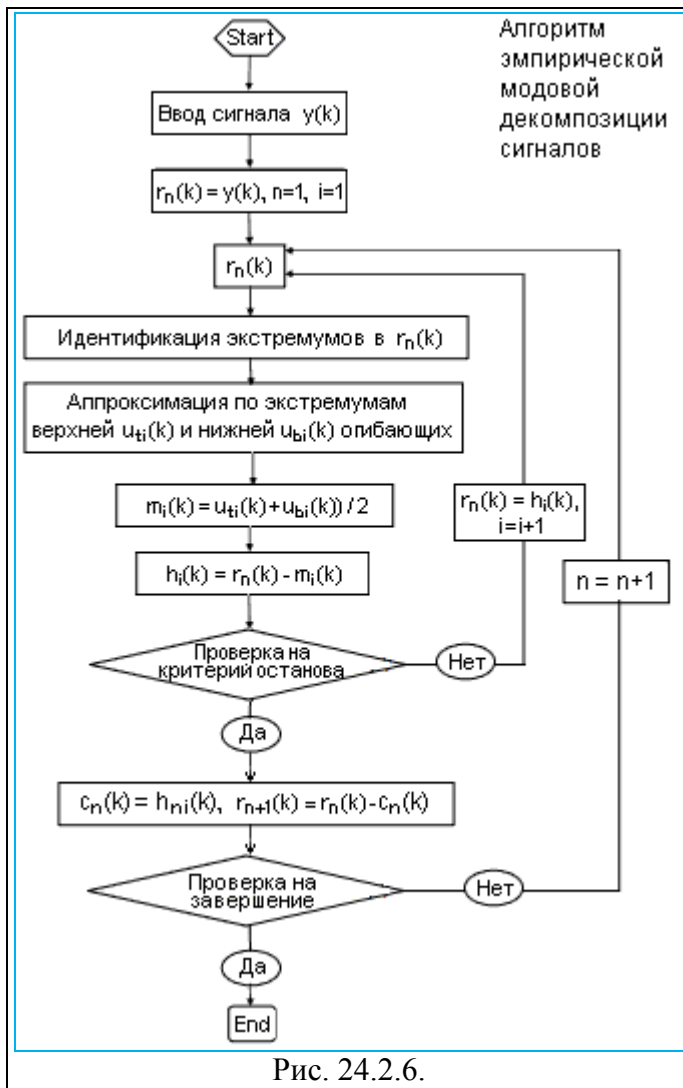 Start
Алгоритм
эмпирической
модовой
декомпозиции
сигналов
Ввод сигнала y(k)
rn(k) = y(k), n=1, i=1
rn(k)
Идентификация экстремумов в rn(k)
Аппроксимация по экстремумам
верхней uti(k) и нижней ubi(k) огибающих
mi(k) = uti(k)+ubi(k)) / 2
rn(k) = hi(k),
i=i+1
n = n+1
hi(k) = rn(k) - mi(k)
Проверка на
критерий останова
Нет
Да
cn(k) = hni(k), rn+1(k) = rn(k)-cn(k)
Проверка на
завершение
Нет
Да
End
Рис. 24.2.6.